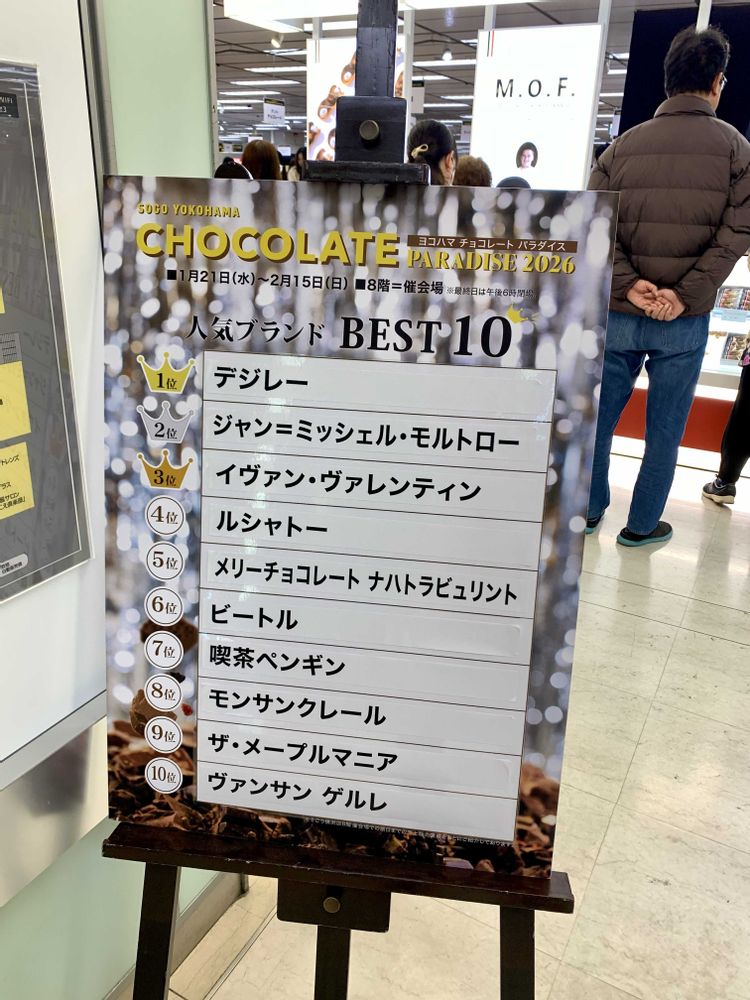 SOGO YOKOHAMA
CHOCOLATE
ヨコハマ チョコレート パラダイス
PARADISE 2026
■1月21日(水)~2月15日(日) ■8階=催会場 ※最終日は午後6時閉場
人気ブランド BEST 10
1位 デジレー
2位 ジャン=ミッシェル・モルトロー
3位 イヴァン・ヴァレンティン
4位 ルシャトー
5位 メリーチョコレート ナハトラビュリント
6位 ビートル
7位 喫茶ペンギン
8位 モンサンクレール
9位 ザ・メープルマニア
10位 ヴァンサン ゲルレ
M.O.F.